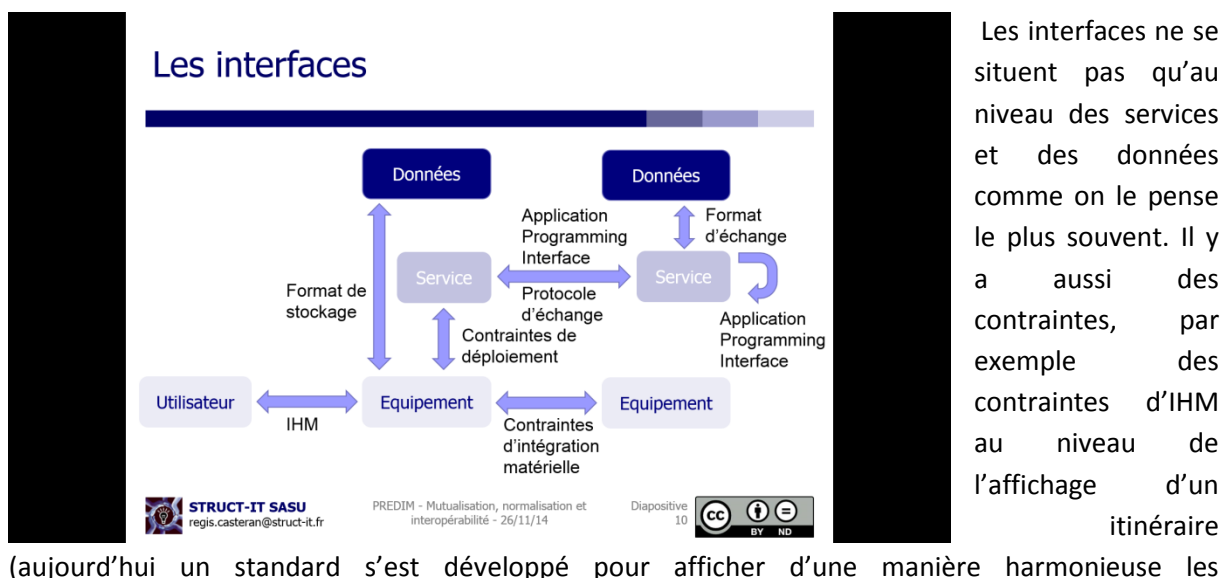 Les interfaces
Données
Données
Application
Programming
Interface
Format
d'échange
Service
Service
Format de
stockage
Protocole
d'échange
Application
Programming
Interface
Contraintes de
déploiement
Utilisateur
Equipement
Equipement
IHM
Contraintes
d'intégration
matérielle
STRUCT-IT SASU
regis.casteran@struct-it.fr
PREDIM - Mutualisation, normalisation et
interopérabilité - 26/11/14
Diapositive
10
cc
BY ND
Les interfaces ne se
situent pas qu’au
niveau des services
et des données
comme on le pense
le plus souvent. Il y
a aussi des
contraintes, par
exemple des
contraintes d’IHM
au niveau de
l’affichage d’un
itinéraire
(aujourd’hui un standard s’est développé pour afficher d’une manière harmonieuse les